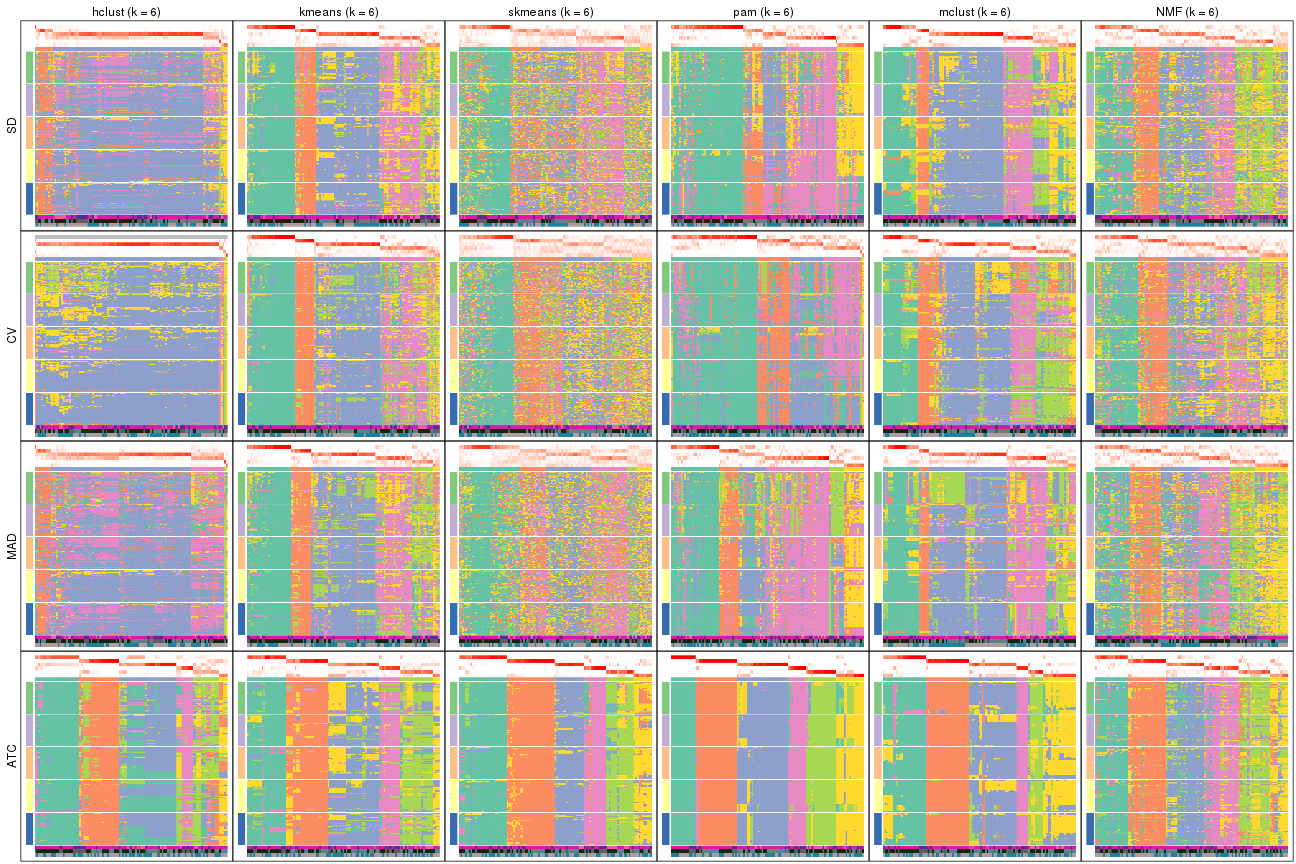 hclust (k = 6)
kmeans (k = 6)
skmeans (k = 6)
pam (k = 6)
mclust (k = 6)
NMF (k = 6)
SD
CV
MAD
ATC